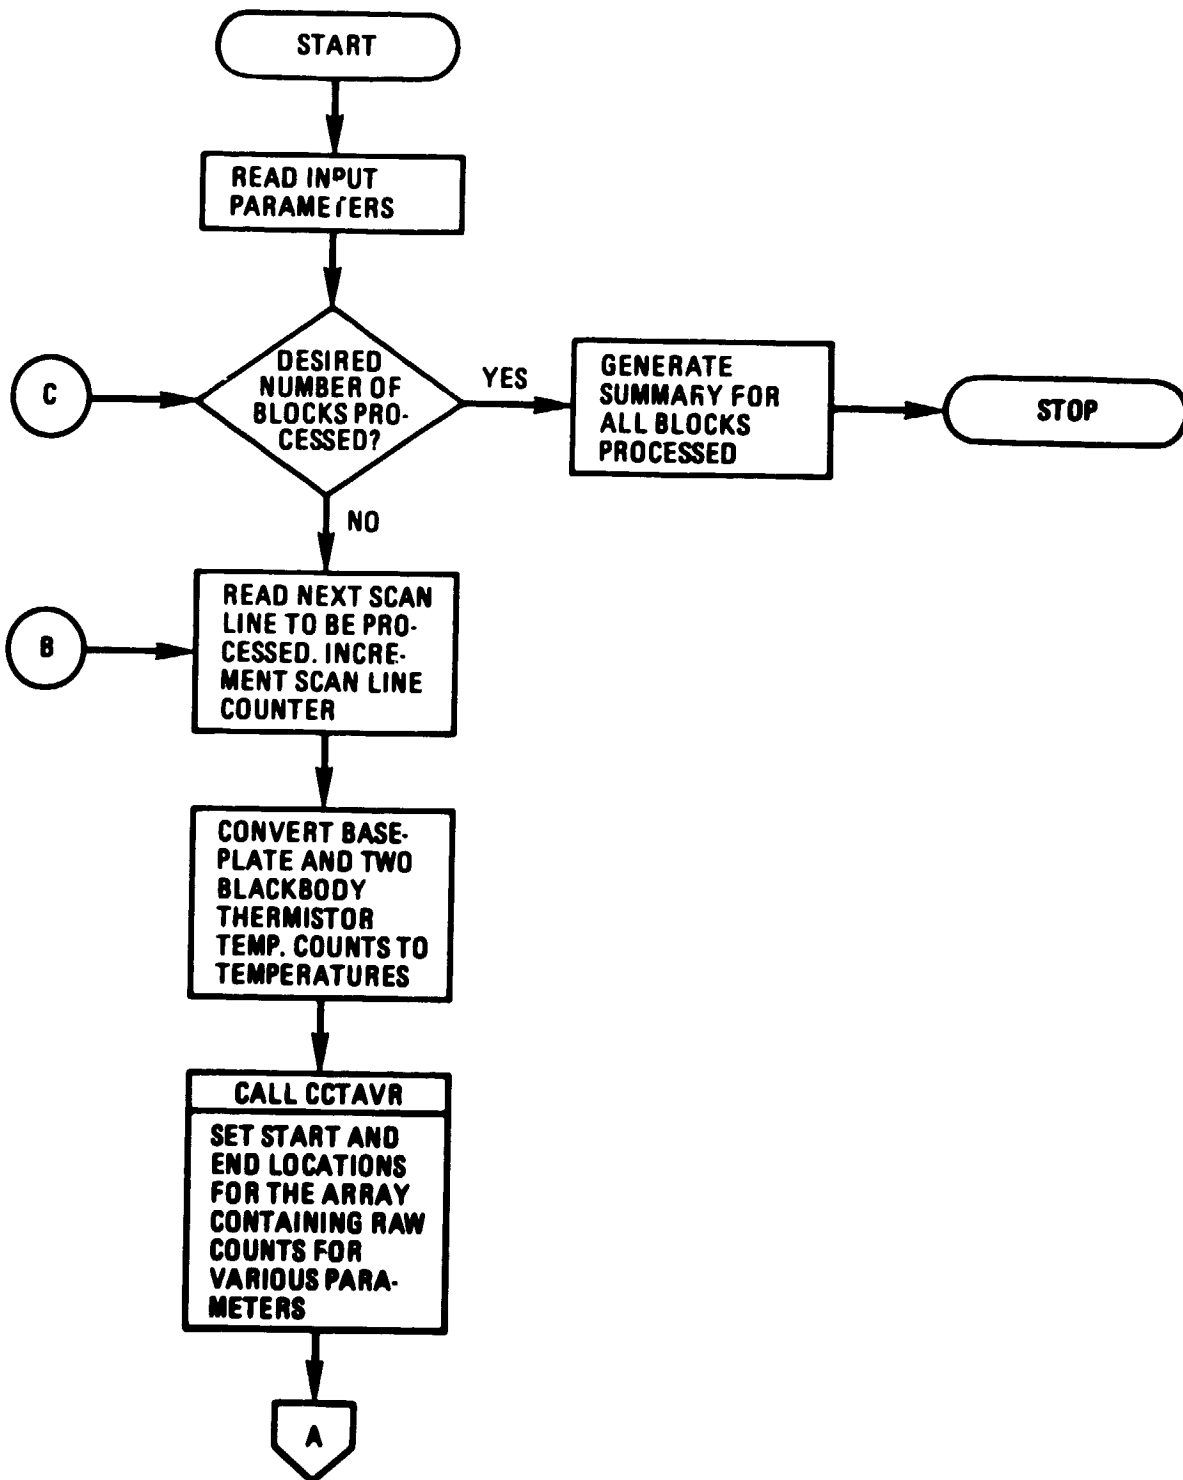 START
READ INPUT
PARAMETERS
C
DESIRED
NUMBER OF
BLOCKS PRO-
CESSED?
YES
GENERATE
SUMMARY FOR
ALL BLOCKS
PROCESSED
STOP
NO
B
READ NEXT SCAN
LINE TO BE PRO-
CESSED. INCRE-
MENT SCAN LINE
COUNTER
CONVERT BASE-
PLATE AND TWO
BLACKBODY
THERMISTOR
TEMP. COUNTS TO
TEMPERATURES
CALL CCTAVR
SET START AND
END LOCATIONS
FOR THE ARRAY
CONTAINING RAW
COUNTS FOR
VARIOUS PARA-
METERS
A